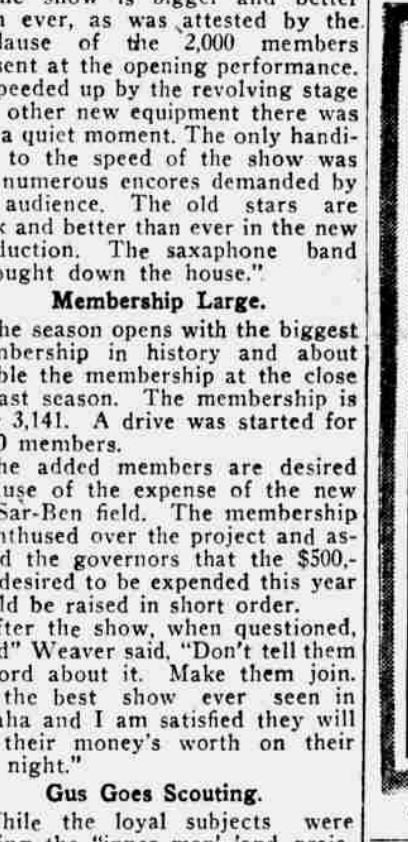 show is bigger and better
ever, as was attested by the
lause of the 2,000 members
sent at the opening performance.
peeded up by the revolving stage
other new equipment there was
a quiet moment. The only handi-
to the speed of the show was
numerous encores demanded by
audience. The old stars are
k and better than ever in the new
duction. The saxaphone band
ought down the house."
Membership Large.
he season opens with the biggest
nbership in history and about
ble the membership at the close
ast season. The membership is
3,141. A drive was started for
0 members.
he added members are desired
ause of the expense of the new
Sar-Ben field. The membership
nthused over the project and as-
d the governors that the $500,-
desired to be expended this year
ld be raised in short order.
fter the show, when questioned,
d" Weaver said, "Don't tell them
ord about it. Make them join.
the best show ever seen in
aha and I am satisfied they will
their money's worth on their
night."
Gus Goes Scouting.
While the loyal subjects were
the "inner man'